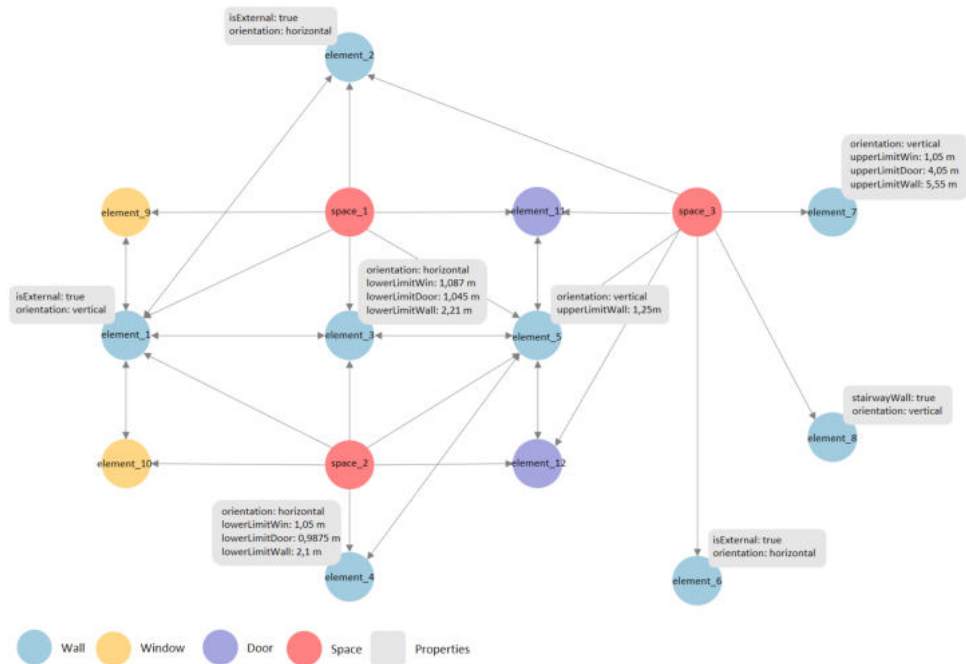 isExternal: true
orientation: horizontal
element_2
orientation: vertical
upperLimitWin: 1,05 m
upperLimitDoor: 4,05 m
upperLimitWall: 5,55 m
element_9
space_1
element_11
space_3
element_7
isExternal: true
orientation: vertical
element_1
orientation: horizontal
lowerLimitWin: 1,087 m
lowerLimitDoor: 1,045 m
lowerLimitWall: 2,21 m
element_3
orientation: vertical
upperLimitWall: 1,25m
element_5
stairwayWall: true
orientation: vertical
element_8
element_10
space_2
element_12
orientation: horizontal
lowerLimitWin: 1,05 m
lowerLimitDoor: 0,9875 m
lowerLimitWall: 2,1 m
element_4
isExternal: true
orientation: horizontal
element_6
Wall
Window
Door
Space
Properties